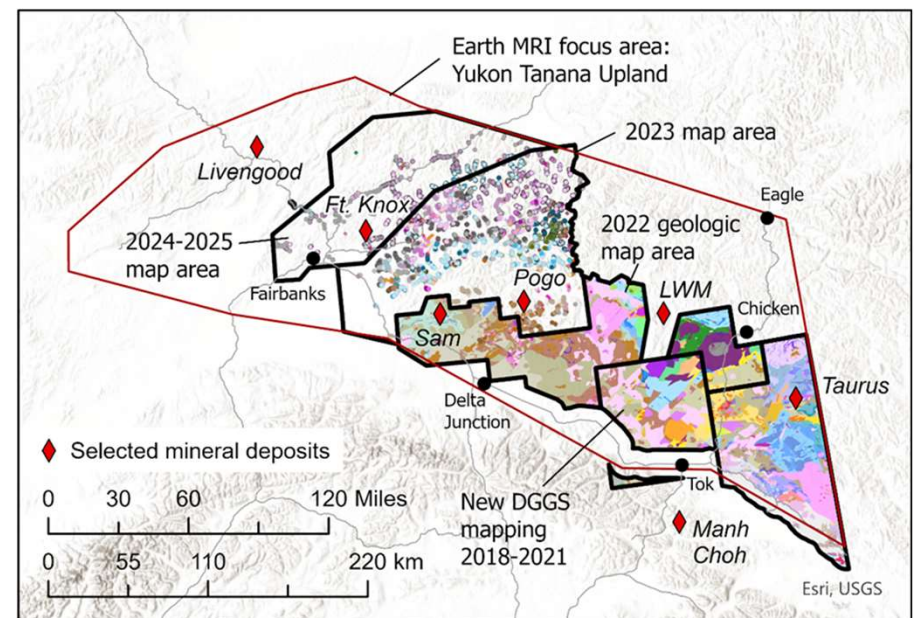 Earth MRI focus area:
Yukon Tanana Upland
2023 map area
Livengood
Eagle
Ft. Knox
2022 geologic
map area
2024-2025
map area
Fairbanks
Pogo
LWM
Chicken
Sam
Taurus
Delta
Junction
Selected mineral deposits
0 30 60 120 Miles
Tok
New DGGS
mapping
2018-2021
Manh
Choh
0 55 110 220 km
Esri, USGS